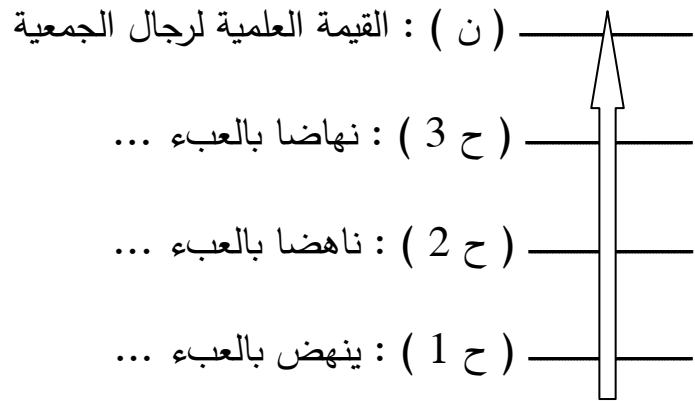 ( ن ) : القيمة العلمية لرجال الجمعية
( ح 3 ) : نهاضا بالعبء ...
( ح 2 ) : ناهضا بالعبء ...
( ح 1 ) : ينهض بالعبء ...